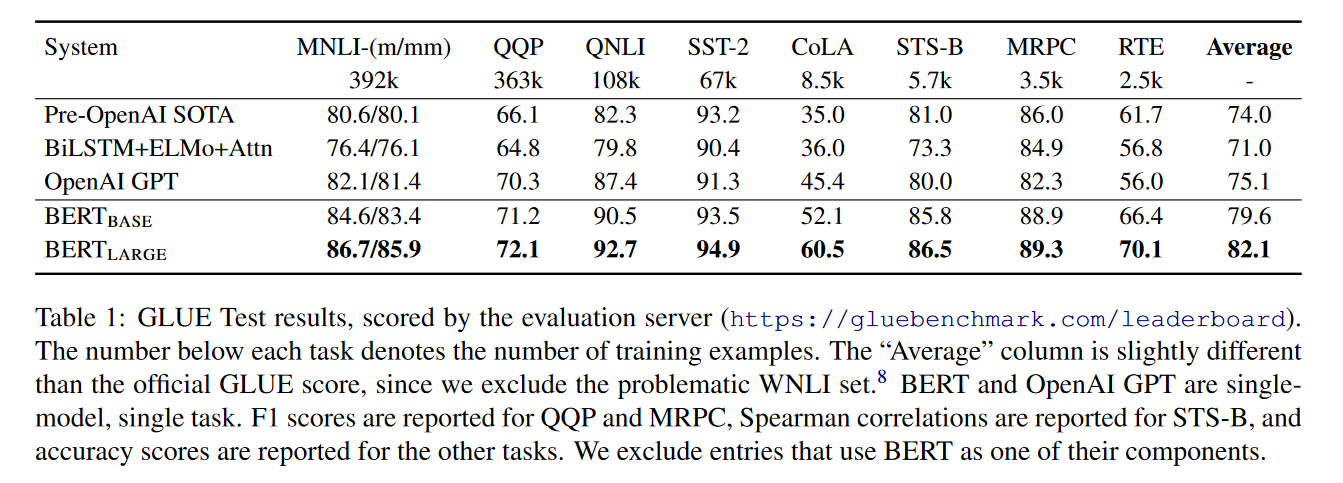 System MNLI-(m/mm) QQP QNLI SST-2 CoLA STS-B MRPC RTE Average
392k 363k 108k 67k 8.5k 5.7k 3.5k 2.5k -
Pre-OpenAI SOTA 80.6/80.1 66.1 82.3 93.2 35.0 81.0 86.0 61.7 74.0
BiLSTM+ELMo+Attn 76.4/76.1 64.8 79.8 90.4 36.0 73.3 84.9 56.8 71.0
OpenAI GPT 82.1/81.4 70.3 87.4 91.3 45.4 80.0 82.3 56.0 75.1
BERTBASE 84.6/83.4 71.2 90.5 93.5 52.1 85.8 88.9 66.4 79.6
BERTLARGE 86.7/85.9 72.1 92.7 94.9 60.5 86.5 89.3 70.1 82.1
Table 1: GLUE Test results, scored by the evaluation server (https://gluebenchmark.com/leaderboard).
The number below each task denotes the number of training examples. The “Average” column is slightly different
than the official GLUE score, since we exclude the problematic WNLI set.8 BERT and OpenAI GPT are single-
model, single task. F1 scores are reported for QQP and MRPC, Spearman correlations are reported for STS-B, and
accuracy scores are reported for the other tasks. We exclude entries that use BERT as one of their components.